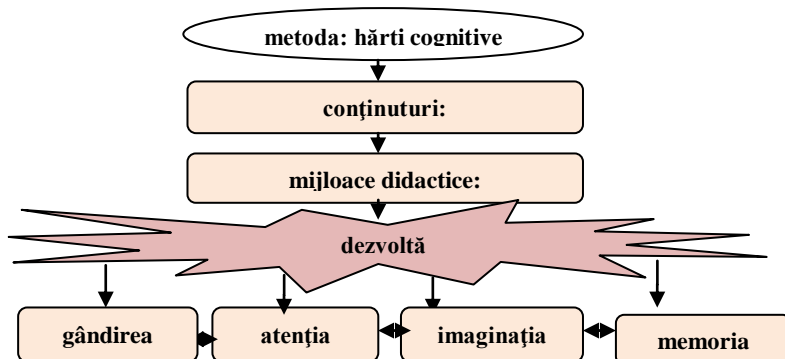 metoda: hărti cognitive
conţinuturi:
mijloace didactice:
dezvoltă
gândirea
atenţia
imaginaţia
memoria